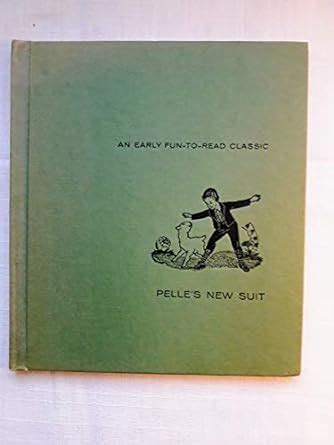 AN EARLY FUN-TO-READ CLASSIC
PELLE'S NEW SUIT